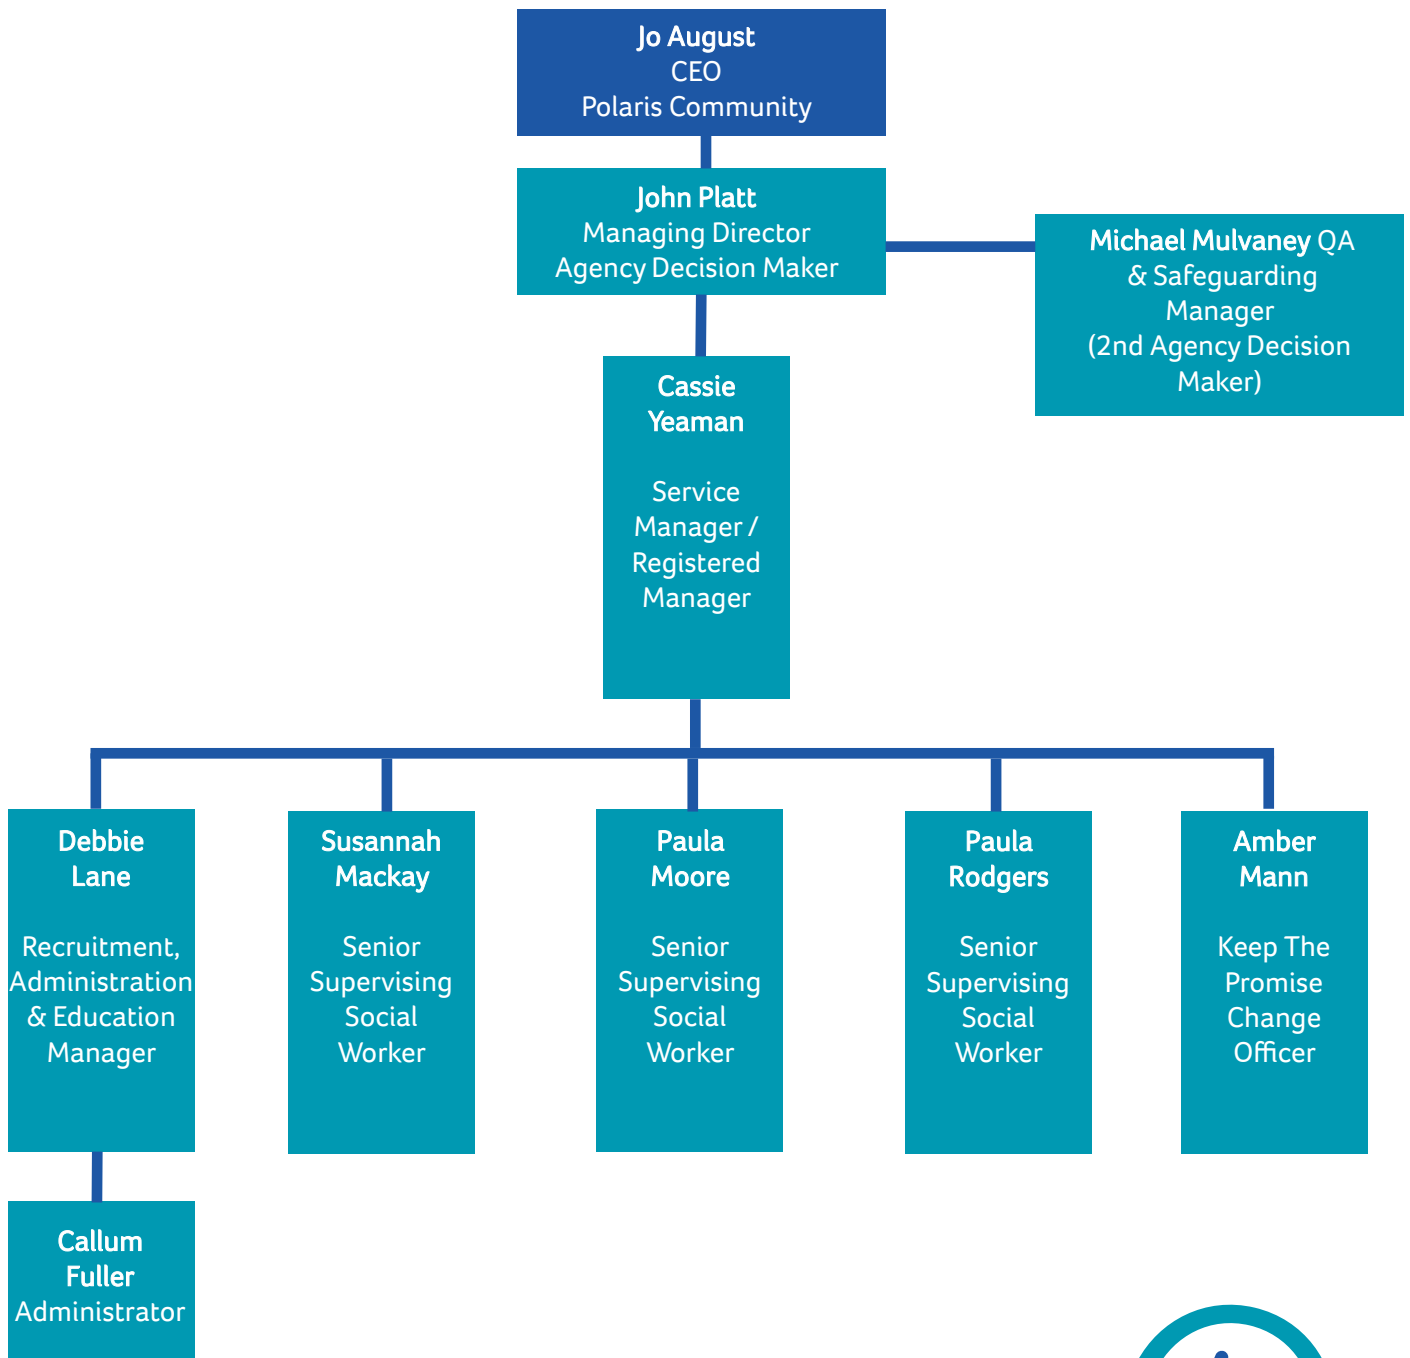 Jo August
CEO
Polaris Community
John Platt
Managing Director
Agency Decision Maker
Michael Mulvaney QA
& Safeguarding
Manager
(2nd Agency Decision
Maker)
Cassie
Yeaman
Service
Manager /
Registered
Manager
Debbie
Lane
Recruitment,
Administration
& Education
Manager
Susannah
Mackay
Senior
Supervising
Social
Worker
Paula
Moore
Senior
Supervising
Social
Worker
Paula
Rodgers
Senior
Supervising
Social
Worker
Amber
Mann
Keep The
Promise
Change
Officer
Callum
Fuller
Administrator